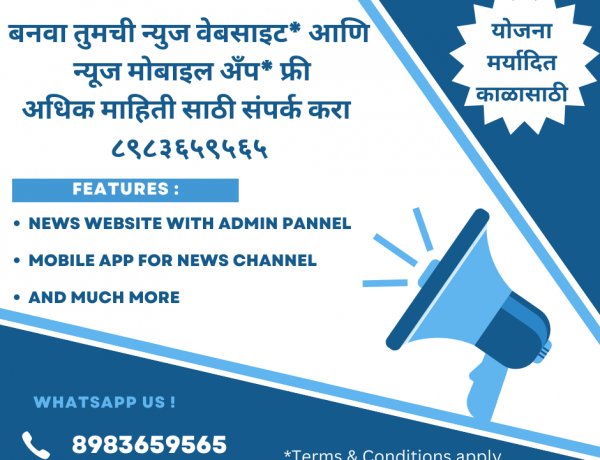 बनवा तुमची न्युज वेबसाइट* आणि
न्यूज मोबाइल अँप* फ्री
अधिक माहिती साठी संपर्क करा
८९८३६५९५६५
योजना
मर्यादित
काळासाठी
FEATURES :
• NEWS WEBSITE WITH ADMIN PANNEL
• MOBILE APP FOR NEWS CHANNEL
• AND MUCH MORE
WHATSAPP US !
8983659565
*Terms & Conditions apply